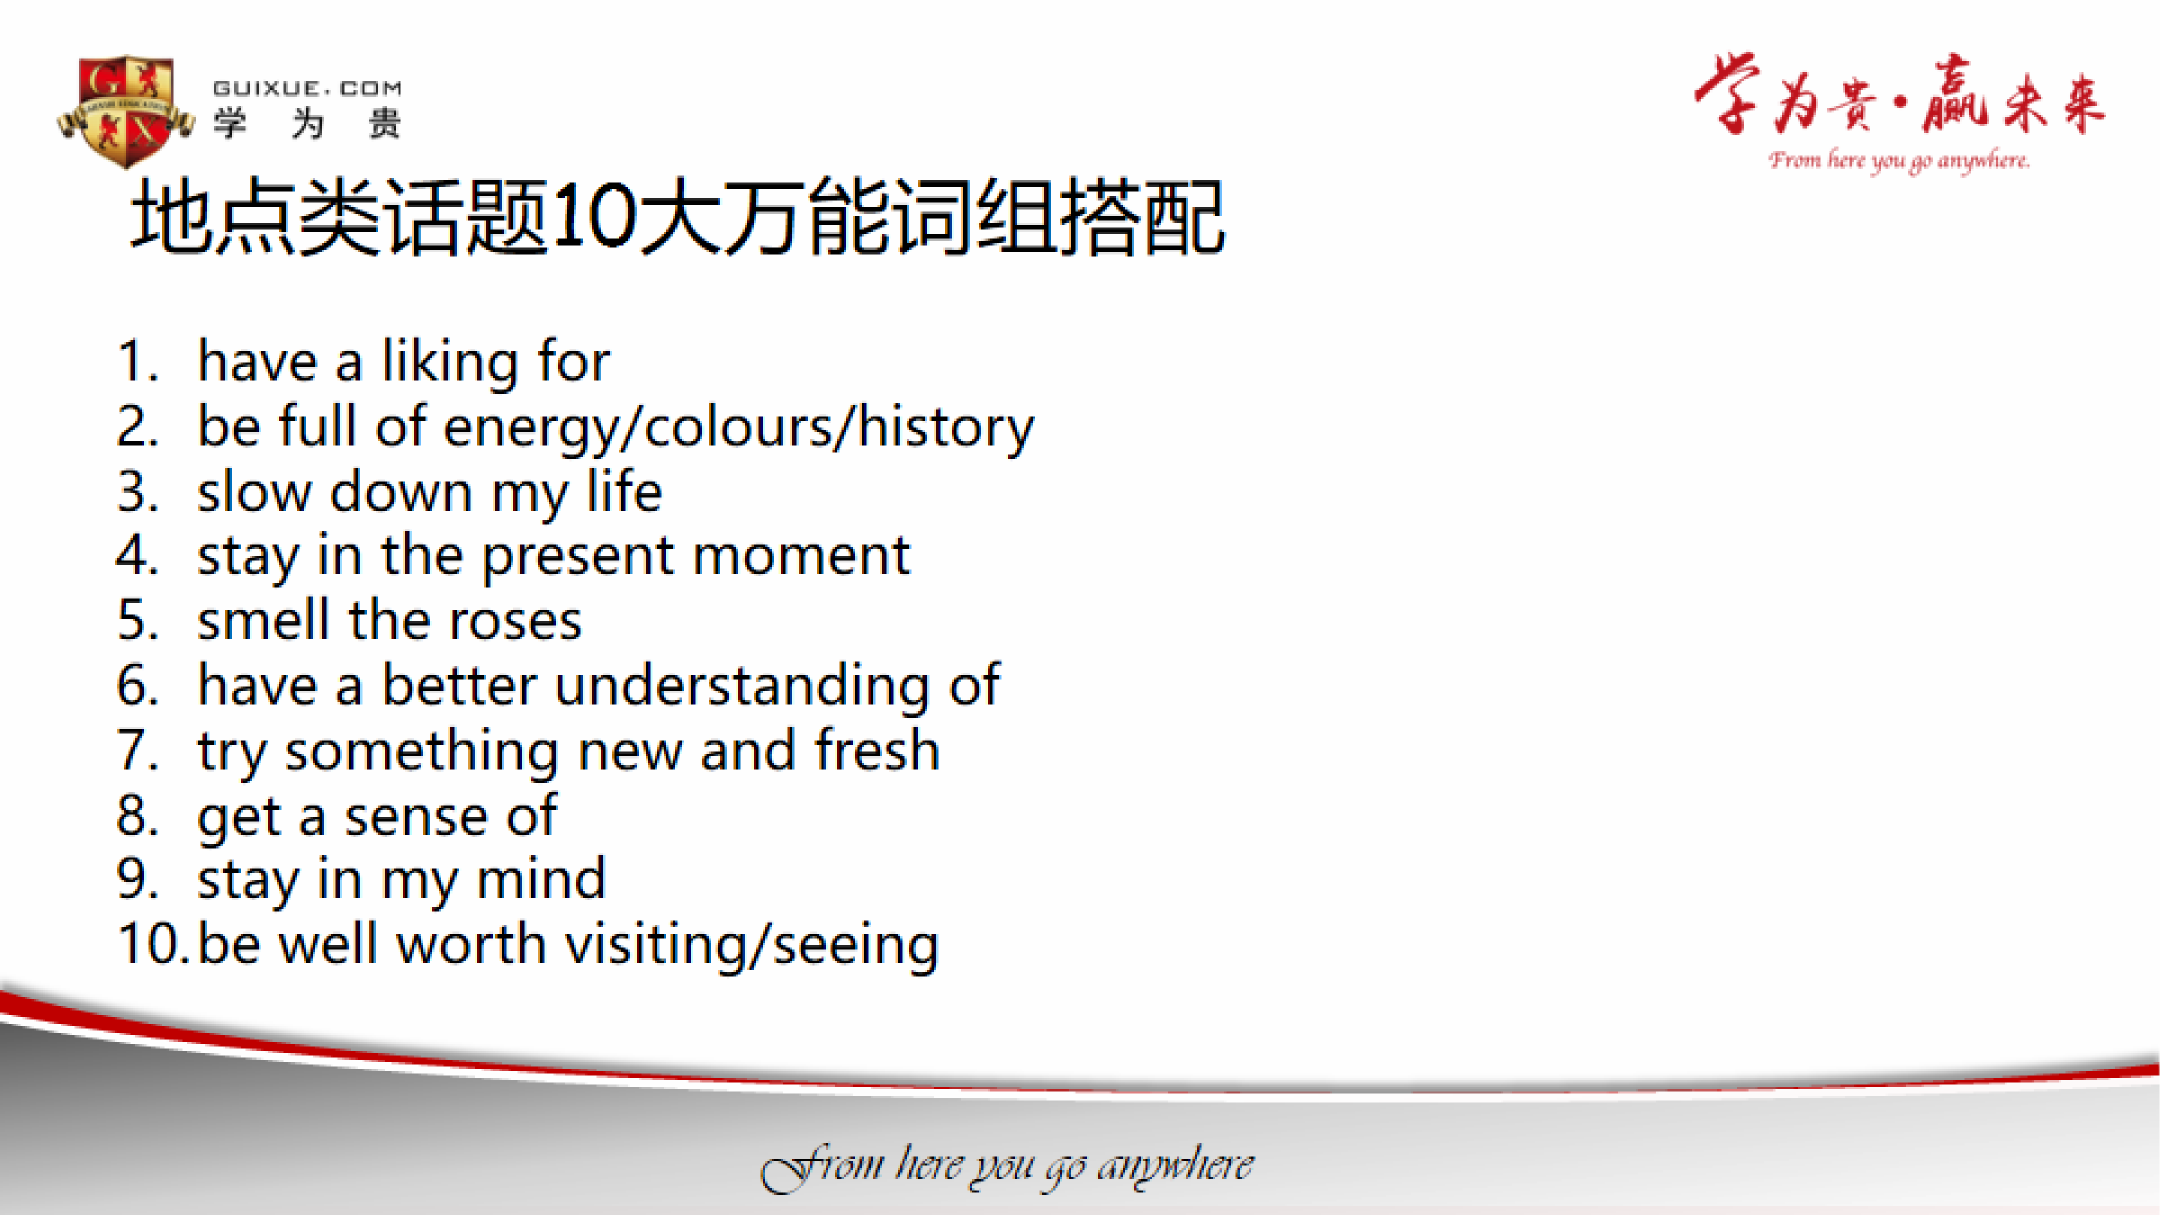 GUIXUE.COM
学为贵
学为贵·赢未来
From here you go anywhere.
地点类话题10大万能词组搭配
1. have a liking for
2. be full of energy/colours/history
3. slow down my life
4. stay in the present moment
5. smell the roses
6. have a better understanding of
7. try something new and fresh
8. get a sense of
9. stay in my mind
10. be well worth visiting/seeing
From here you go anywhere